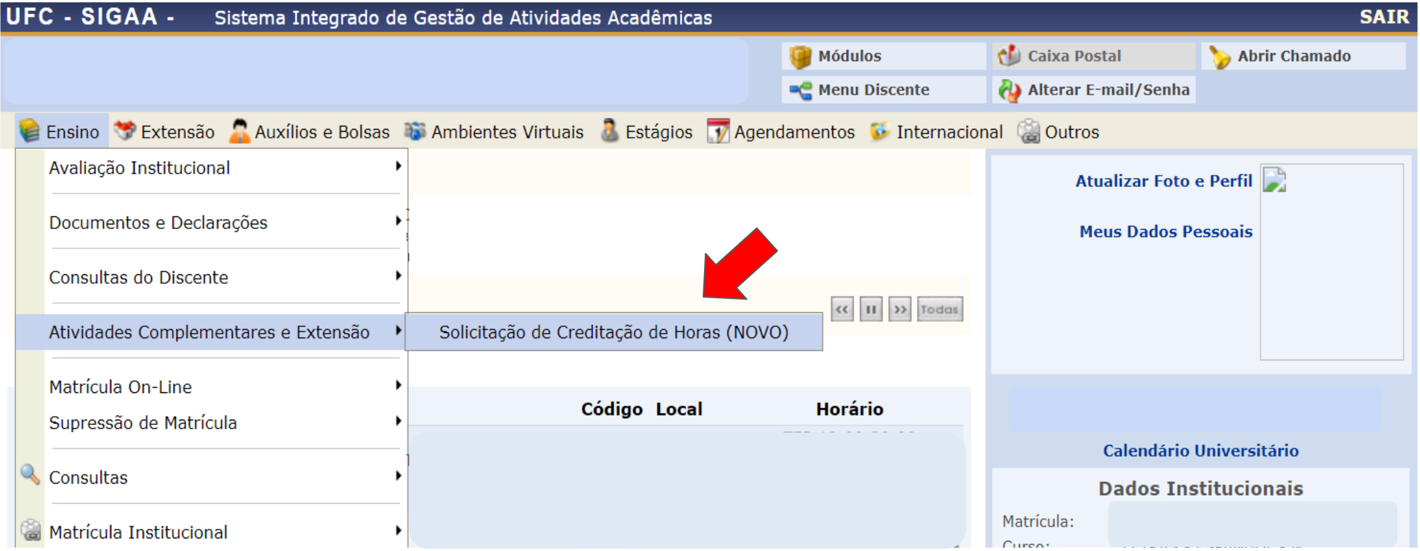 UFC - SIGAA - Sistema Integrado de Gestão de Atividades Acadêmicas SAIR
Módulos Caixa Postal Abrir Chamado
Menu Discente Alterar E-mail/Senha
Ensino Extensão Auxílios e Bolsas Ambientes Virtuais Estágios Agendamentos Internacional Outros
Avaliação Institucional
Documentos e Declarações
Consultas do Discente
Atividades Complementares e Extensão
Solicitação de Creditação de Horas (NOVO)
Matrícula On-Line
Supressão de Matrícula
Consultas
Matrícula Institucional
<< II >> Todas
Código Local Horário
Atualizar Foto e Perfil
Meus Dados Pessoais
Calendário Universitário
Dados Institucionais
Matrícula:
Curso: